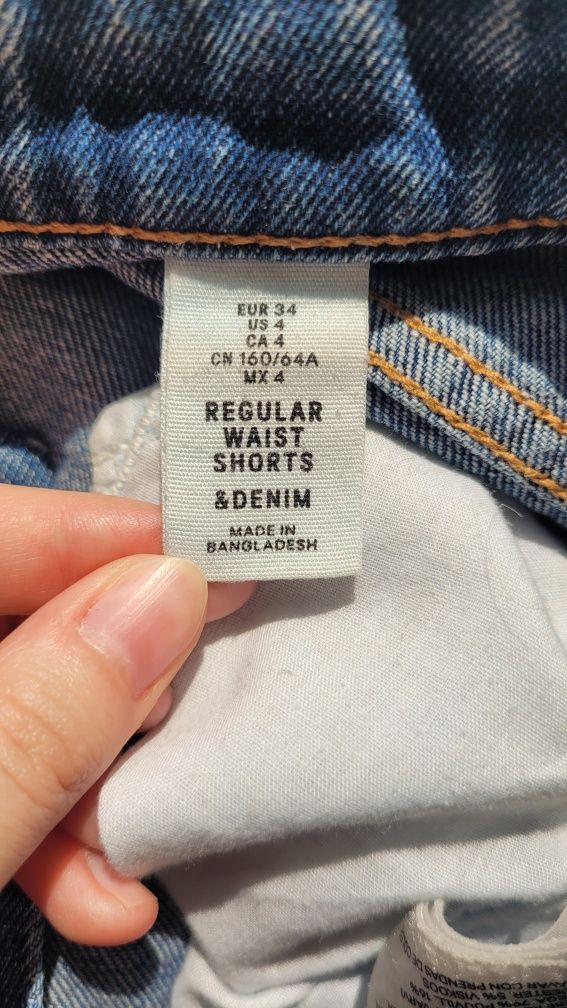 EUR 34
US 4
CA 4
CN 160/64A
MX 4
REGULAR
WAIST
SHORTS
&DENIM
MADE IN
BANGLADESH